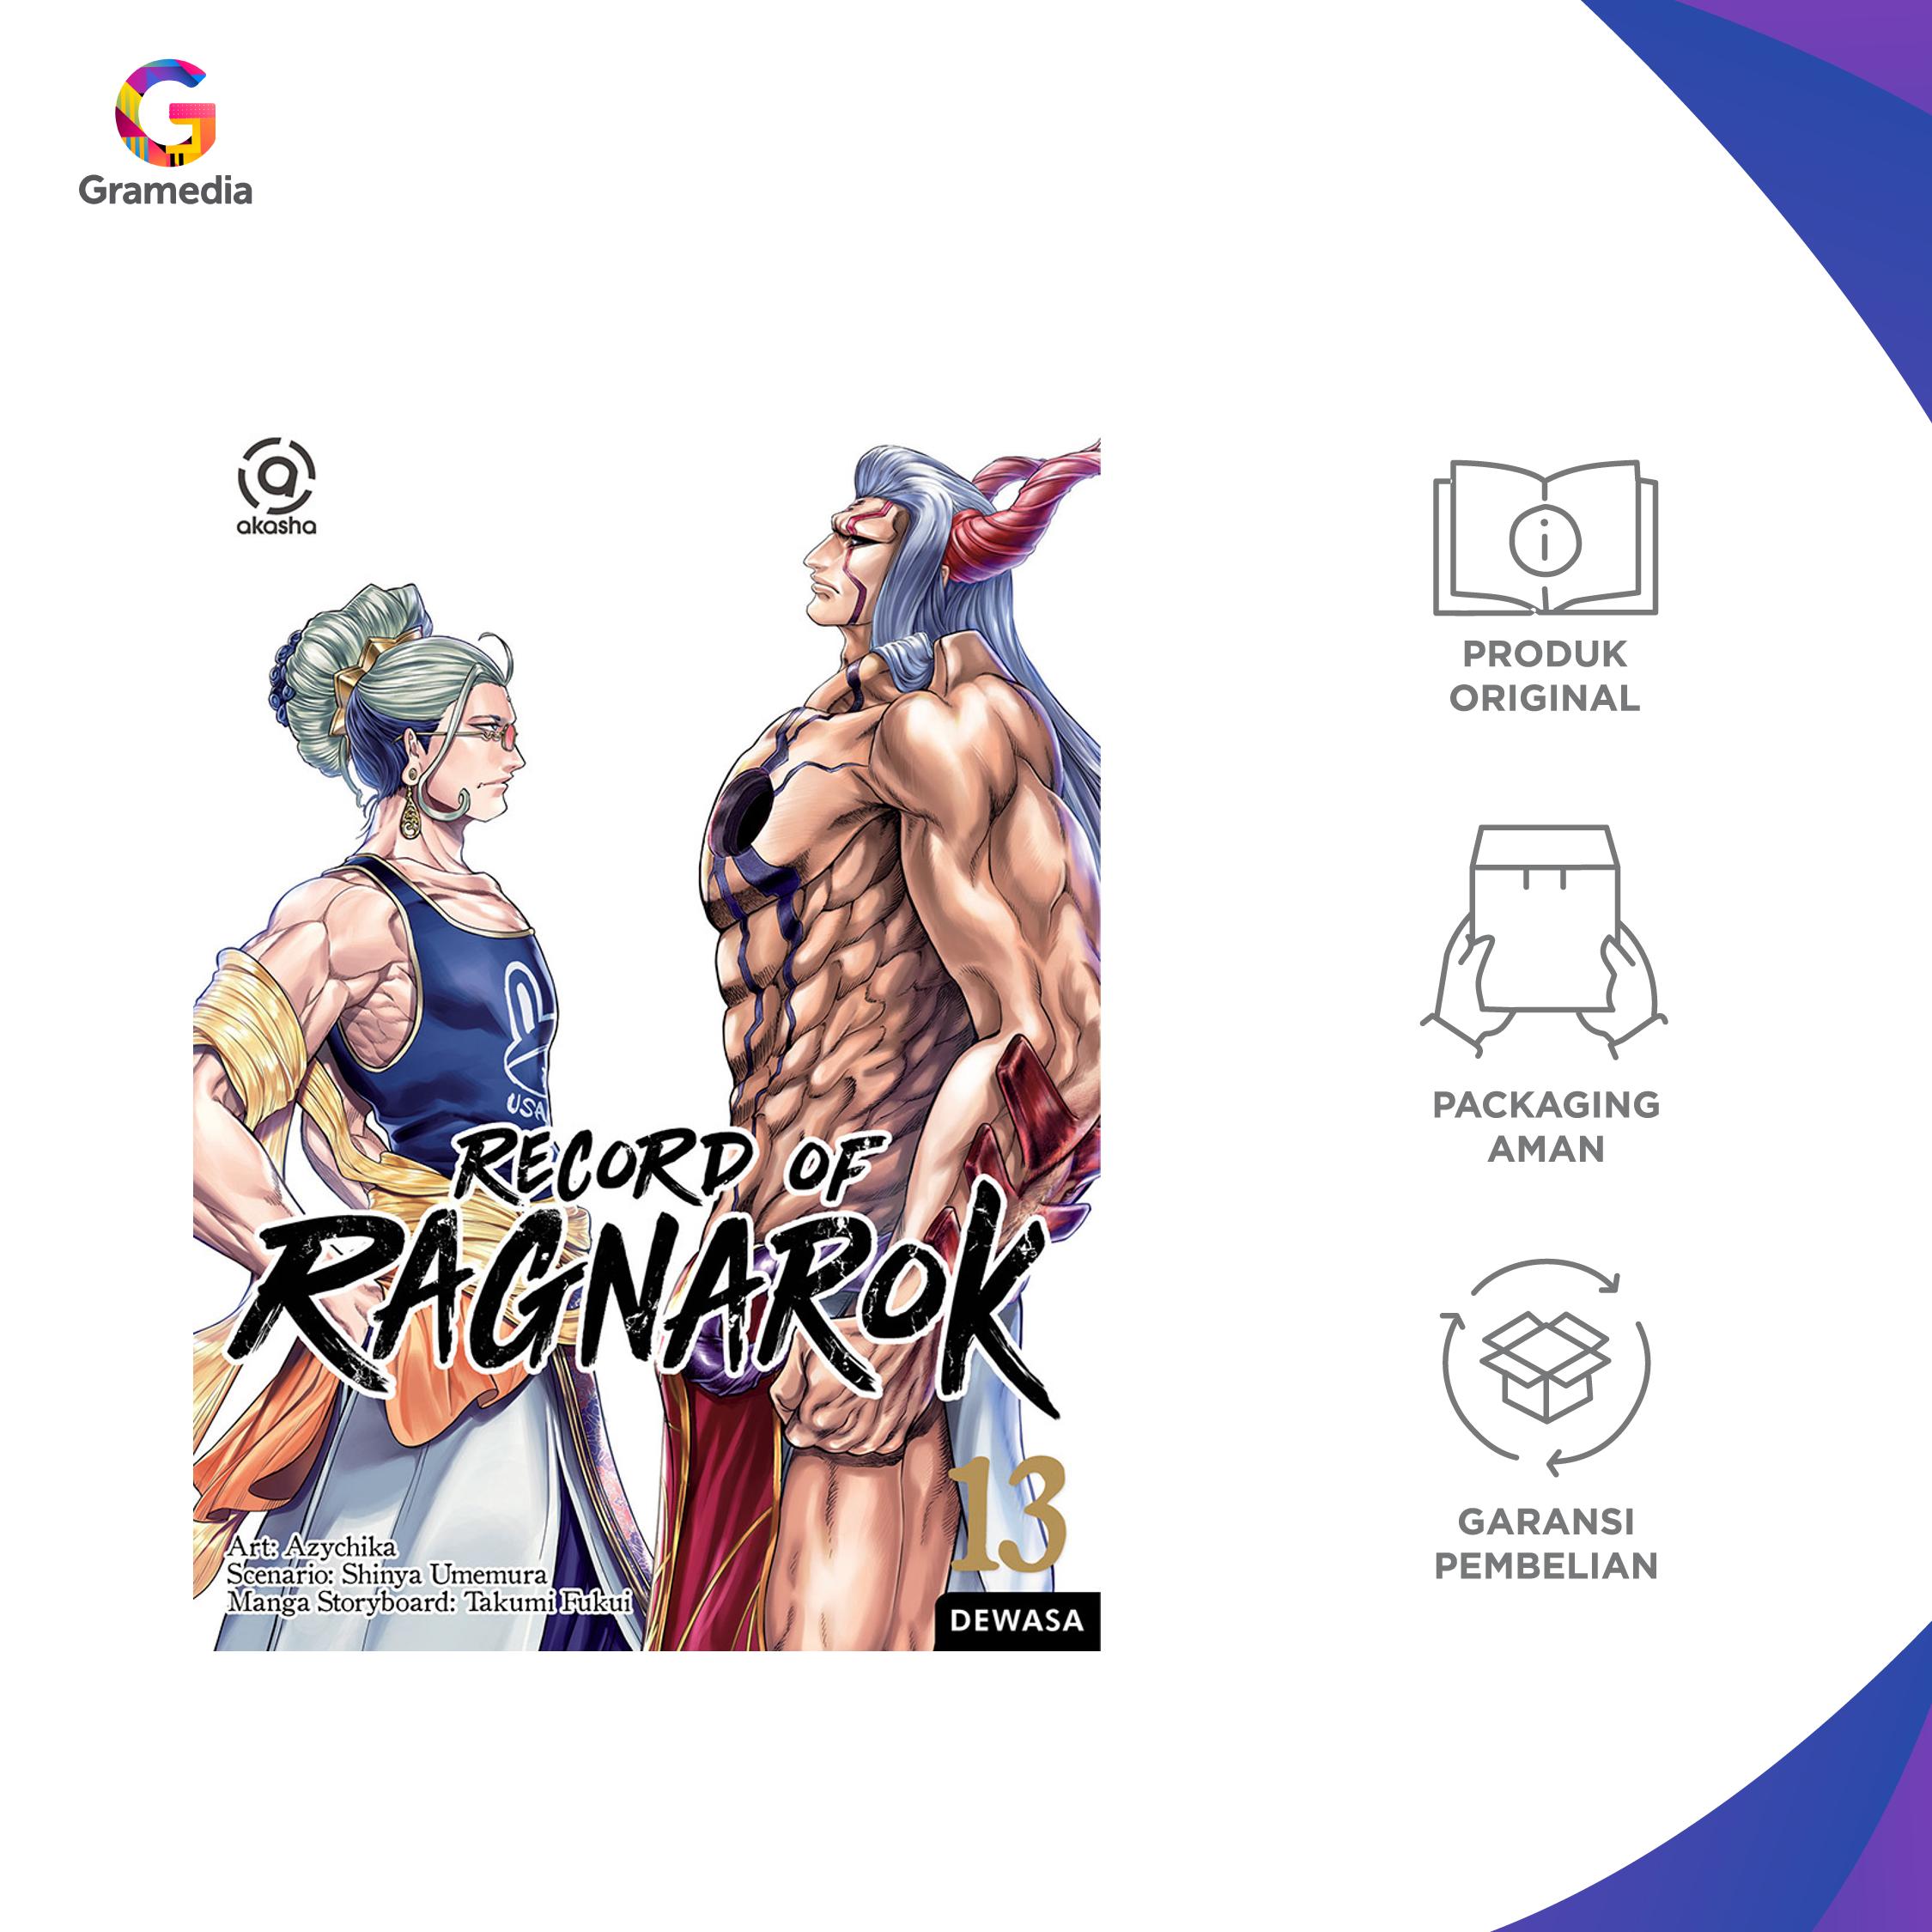 Gramedia
akasha
USA
RECORD OF
RAGNAROK
13
Art: Azychika
Scenario: Shinya Umemura
Manga Storyboard: Takumi Fukui
DEWASA
PRODUK
ORIGINAL
PACKAGING
AMAN
GARANSI
PEMBELIAN